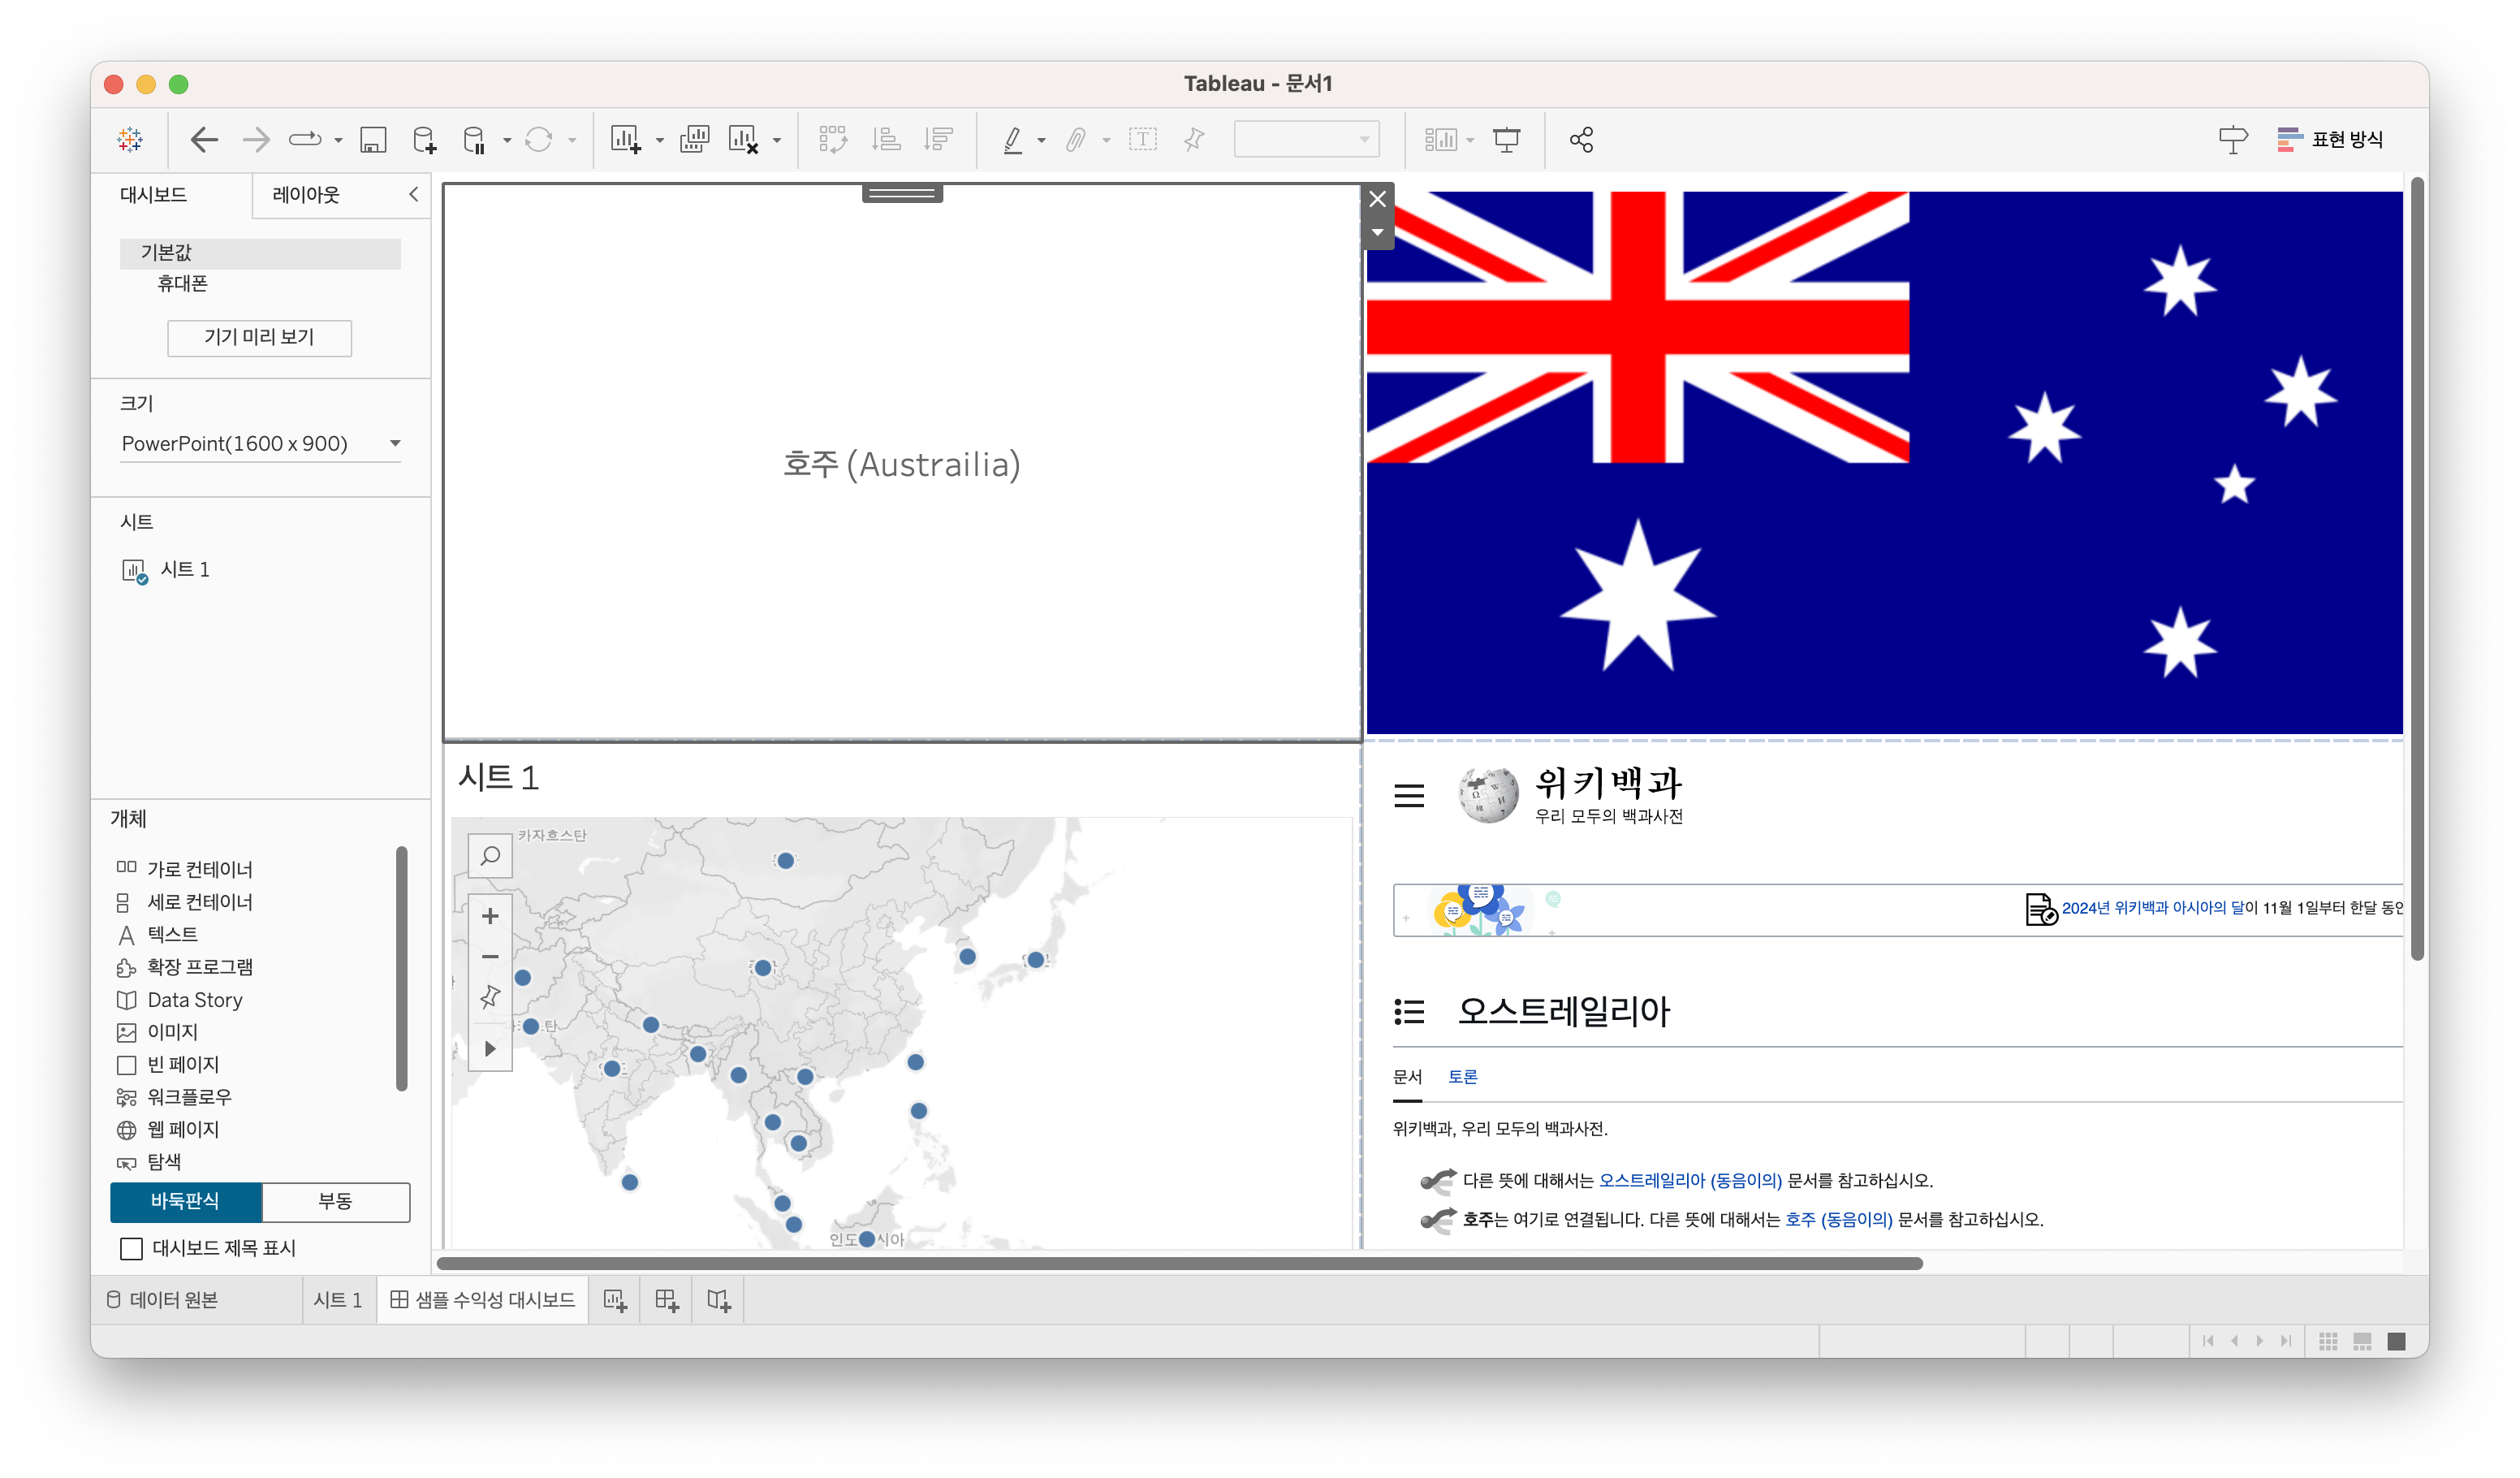 Tableau - 문서1
표현 방식
대시보드
레이아웃
기본값
휴대폰
기기 미리 보기
크기
PowerPoint(1600 x 900)
시트
시트 1
개체
가로 컨테이너
세로 컨테이너
텍스트
확장 프로그램
Data Story
이미지
빈 페이지
워크플로우
웹 페이지
탐색
바둑판식
부동
대시보드 제목 표시
호주 (Austrailia)
시트 1
카자흐스탄
위키백과
우리 모두의 백과사전
2024년 위키백과 아시아의 달이 11월 1일부터 한달 동안
오스트레일리아
문서
토론
위키백과, 우리 모두의 백과사전.
다른 뜻에 대해서는 오스트레일리아 (동음이의) 문서를 참고하십시오.
호주는 여기로 연결됩니다. 다른 뜻에 대해서는 호주 (동음이의) 문서를 참고하십시오.
데이터 원본
시트 1
샘플 수익성 대시보드